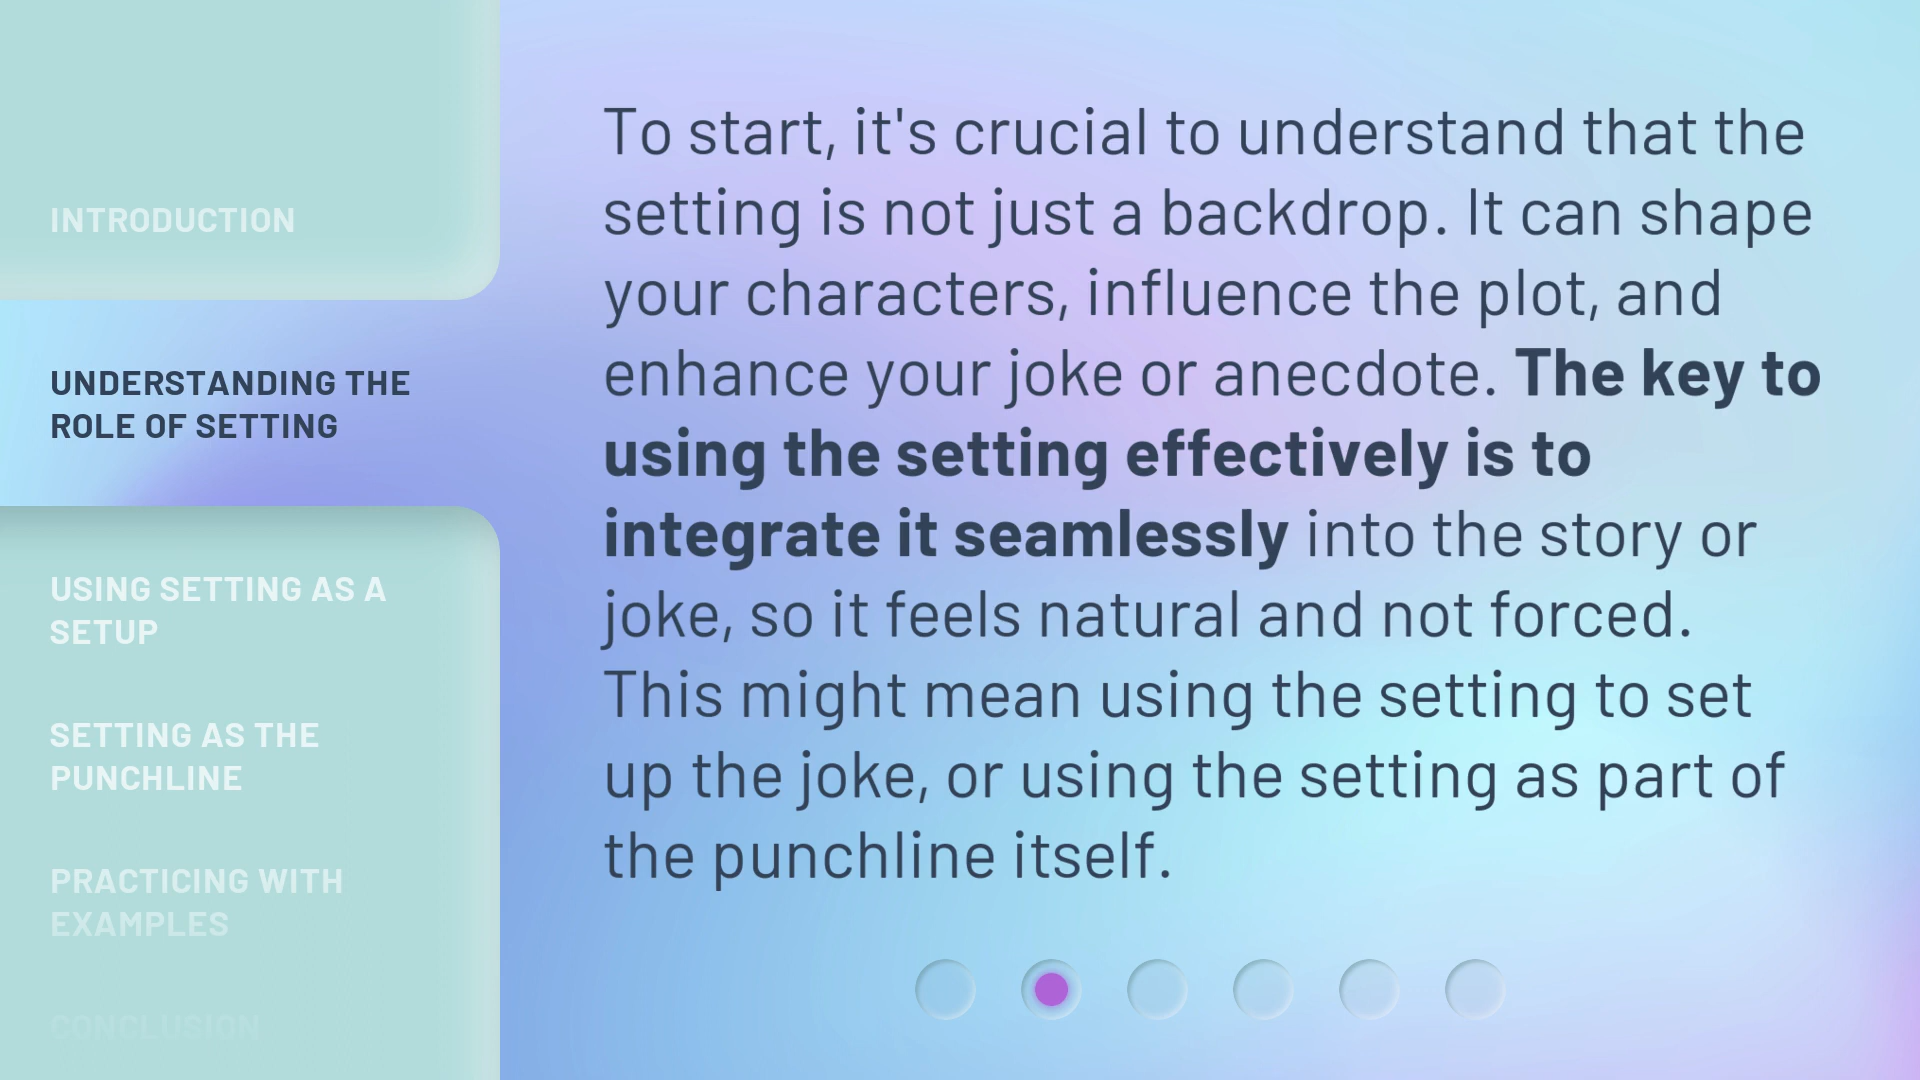 INTRODUCTION
UNDERSTANDING THE
ROLE OF SETTING
USING SETTING AS A
SETUP
SETTING AS THE
PUNCHLINE
PRACTICING WITH
EXAMPLES
CONCLUSION
To start, it's crucial to understand that the
setting is not just a backdrop. It can shape
your characters, influence the plot, and
enhance your joke or anecdote. The key to
using the setting effectively is to
integrate it seamlessly into the story or
joke, so it feels natural and not forced.
This might mean using the setting to set
up the joke, or using the setting as part of
the punchline itself.